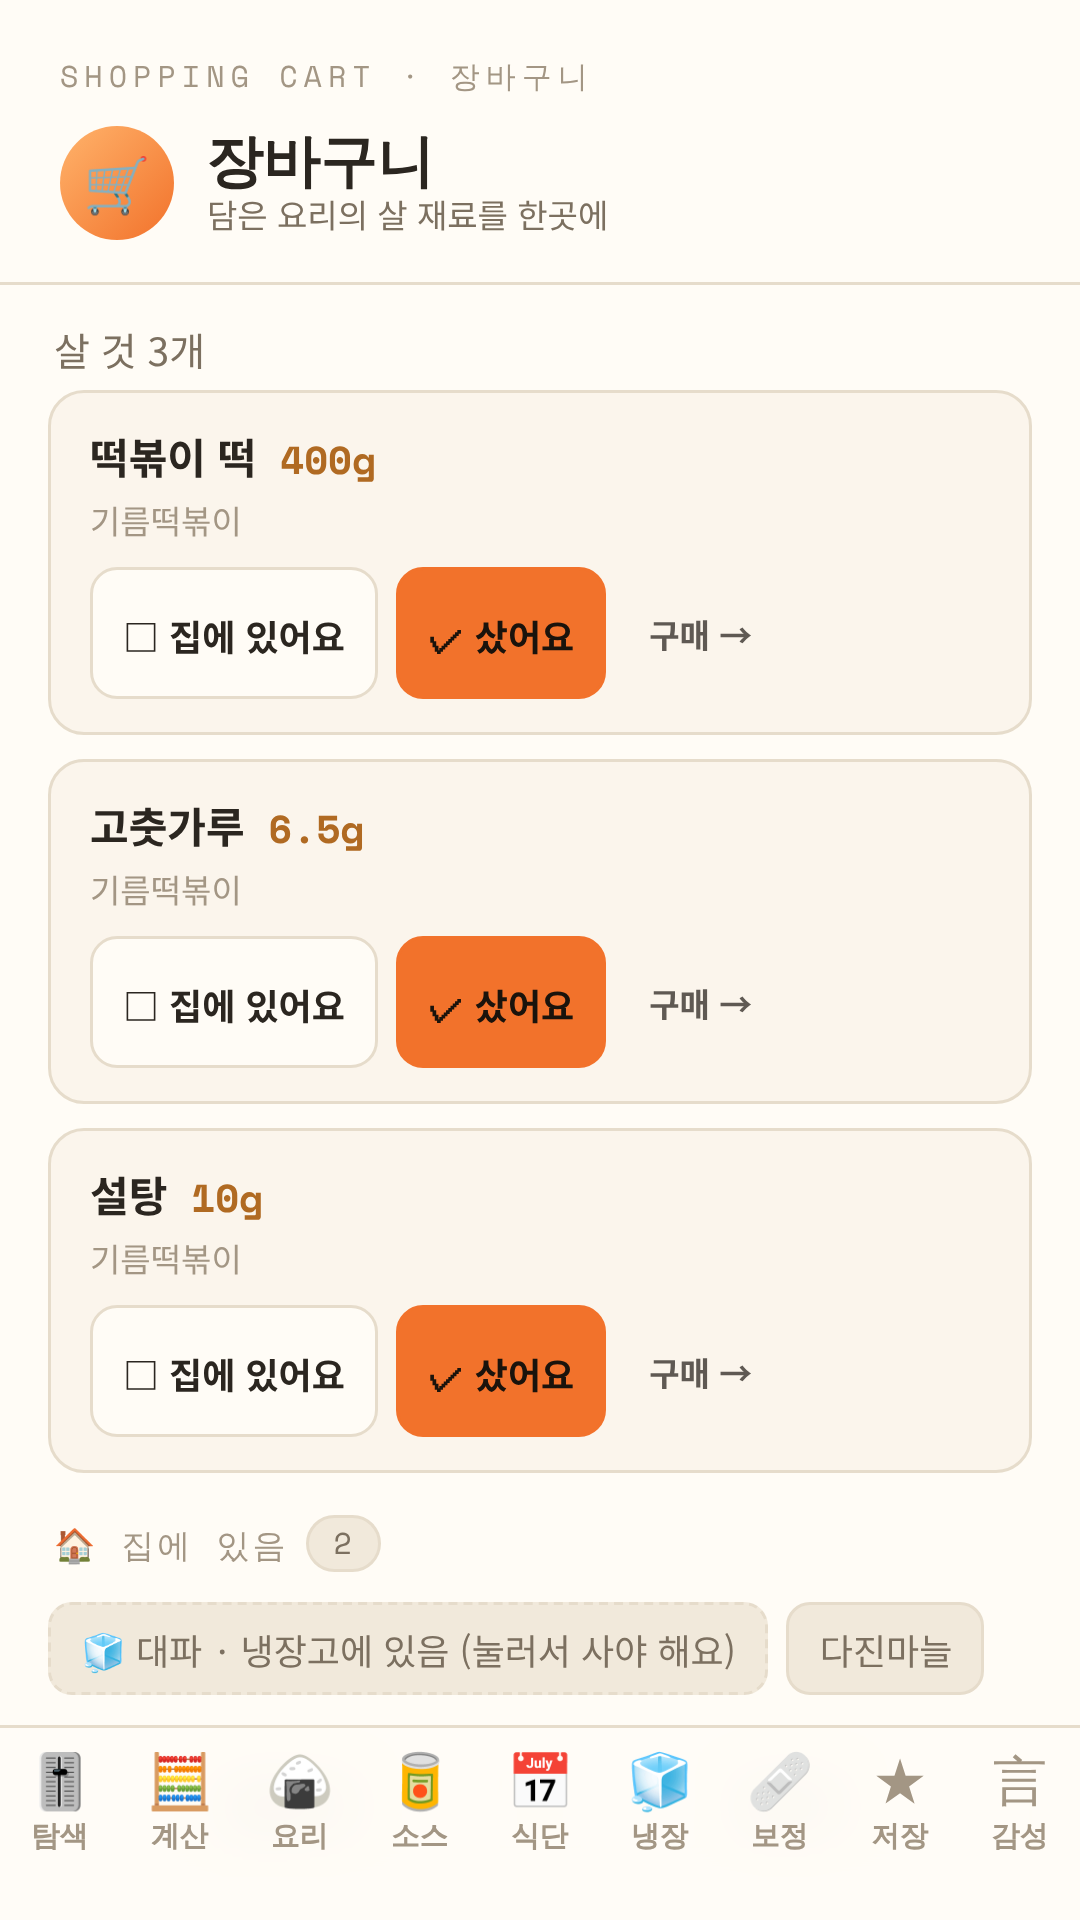 SHOPPING CART · 장바구니
장바구니
담은 요리의 살 재료를 한곳에
살 것 3개
떡볶이 떡 400g
기름떡볶이
□ 집에 있어요 ✓ 샀어요 구매 →
고춧가루 6.5g
기름떡볶이
□ 집에 있어요 ✓ 샀어요 구매 →
설탕 10g
기름떡볶이
□ 집에 있어요 ✓ 샀어요 구매 →
🏠 집에 있음 2
🧊 대파 · 냉장고에 있음 (눌러서 사야 해요) 다진마늘
July
17
★ 言
탐색 계산 요리 소스 식단 냉장 보정 저장 감성